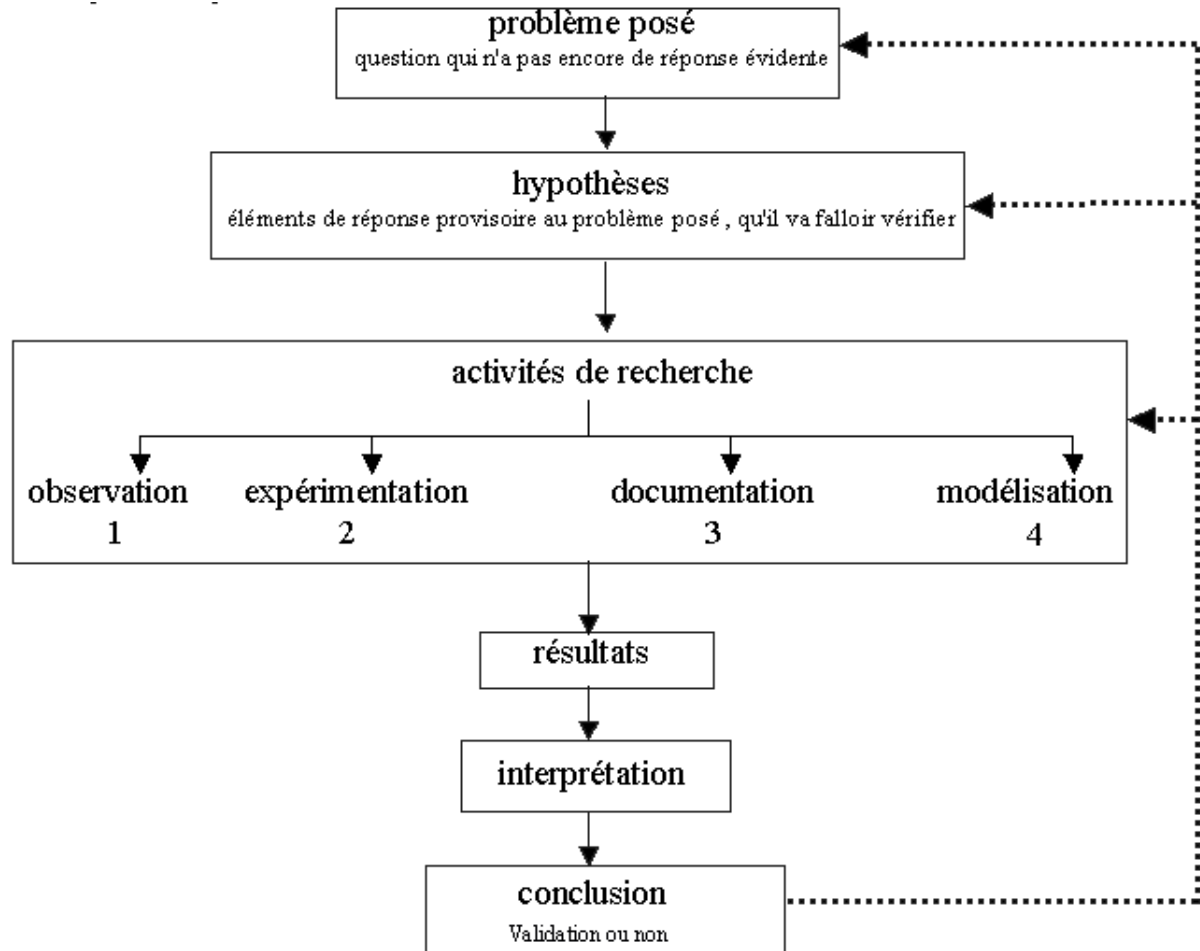 problème posé
question qui n'a pas encore de réponse évidente
hypothèses
éléments de réponse provisoire au problème posé , qu'il va falloir vérifier
activités de recherche
observation expérimentation documentation modélisation
1 2 3 4
résultats
interprétation
conclusion
Validation ou non